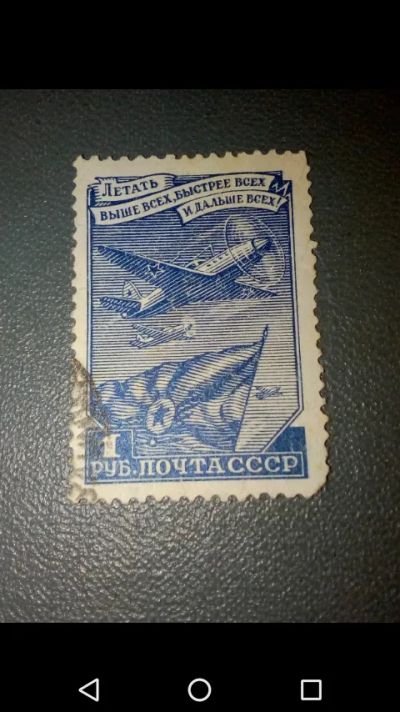 ЛЕТАТЬ
ВЫШЕ ВСЕХ, БЫСТРЕЕ ВСЕХ
И ДАЛЬШЕ ВСЕХ!
1
РУБ. ПОЧТА СССР